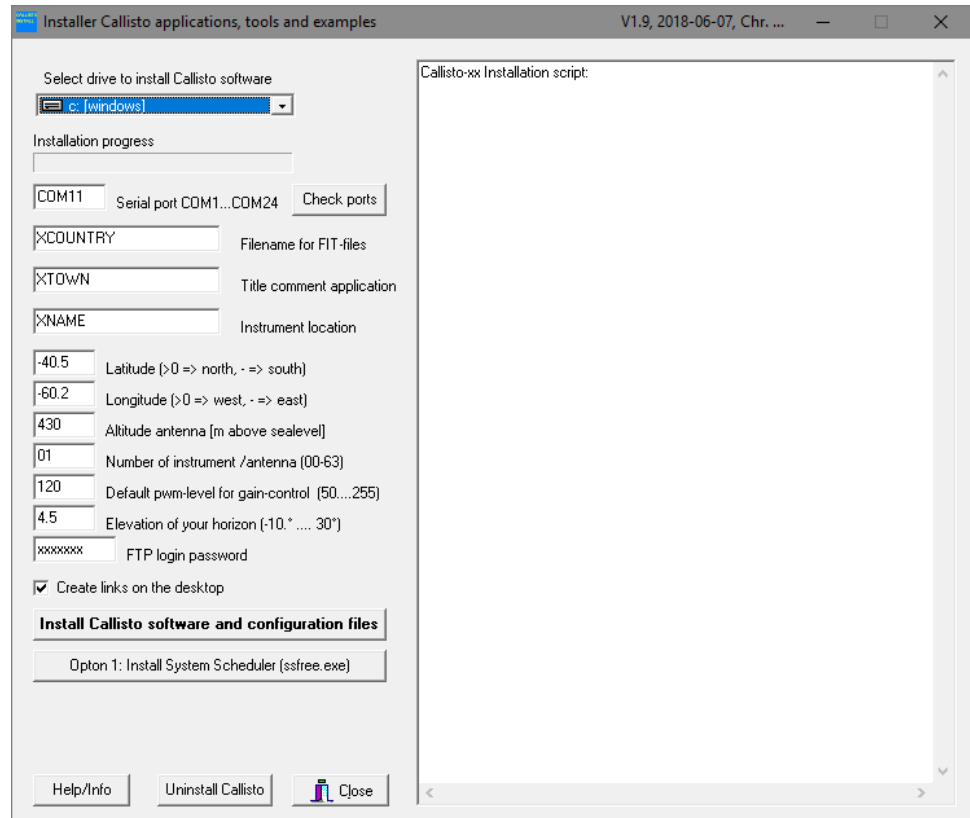 Installer Callisto applications, tools and examples V1.9, 2018-06-07, Chr. ...
Select drive to install Callisto software
c: [windows]
Installation progress
COM11 Serial port COM1...COM24 Check ports
XCOUNTRY Filename for FIT-files
XTOWN Title comment application
XNAME Instrument location
-40.5 Latitude (>0 => north, - => south)
-60.2 Longitude (>0 => west, - => east)
430 Altitude antenna [m above sealevel]
01 Number of instrument /antenna (00-63)
120 Default pwm-level for gain-control (50....255)
4.5 Elevation of your horizon (-10.° .... 30°)
xxxxxxx FTP login password
Create links on the desktop
Install Callisto software and configuration files
Opton 1: Install System Scheduler (ssfree.exe)
Help/Info Uninstall Callisto Close
Callisto-xx Installation script: